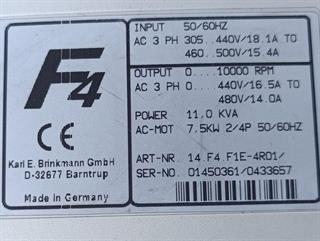 F4
CE
Karl E. Brinkmann GmbH
D-32677 Barntrup
Made in Germany
INPUT 50/60HZ
AC 3 PH 305..440V/18.1A TO
460..500V/15.4A
OUTPUT 0....10000 RPM
AC 3 PH 0....440V/16.5A TO
480V/14.0A
POWER 11,0 KVA
AC-MOT 7.5KW 2/4P 50/60HZ
ART-NR. 14.F4.F1E-4R01/
SER-NO. 01450361/0433657